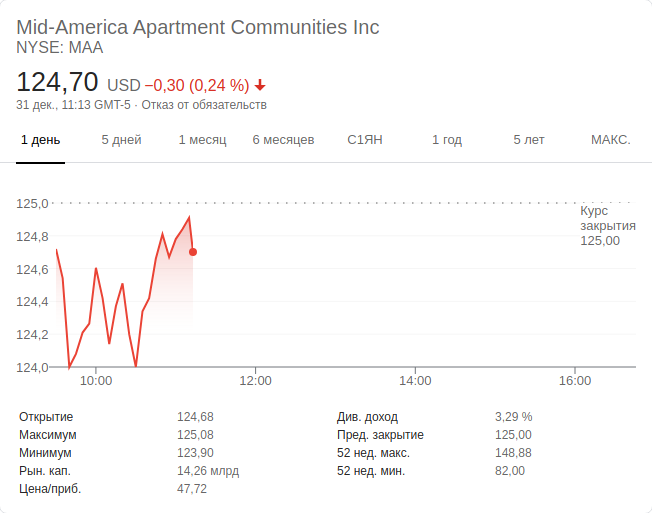 Mid-America Apartment Communities Inc
NYSE: MAA
124,70 USD −0,30 (0,24 %)
31 дек., 11:13 GMT-5 · Отказ от обязательств
1 день 5 дней 1 месяц 6 месяцев С1ЯН 1 год 5 лет МАКС.
125,0
Курс
закрытия
125,00
124,8
124,6
124,4
124,2
124,0
10:00 12:00 14:00 16:00
Открытие 124,68 Див. доход 3,29 %
Максимум 125,08 Пред. закрытие 125,00
Минимум 123,90 52 нед. макс. 148,88
Рын. кап. 14,26 млрд 52 нед. мин. 82,00
Цена/приб. 47,72